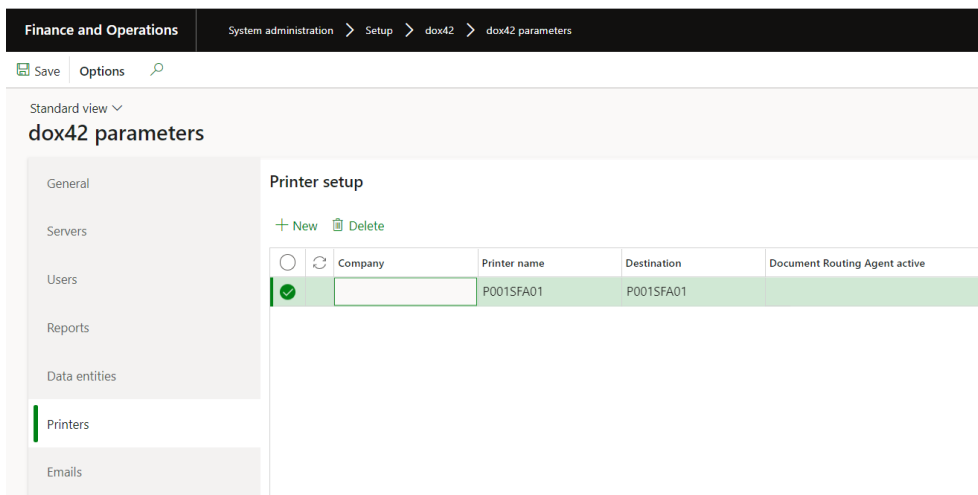 Finance and Operations System administration > Setup > dox42 > dox42 parameters
Save Options
Standard view
dox42 parameters
General
Servers
Users
Reports
Data entities
Printers
Emails
Printer setup
+ New Delete
Company Printer name Destination Document Routing Agent active
P001SFA01 P001SFA01